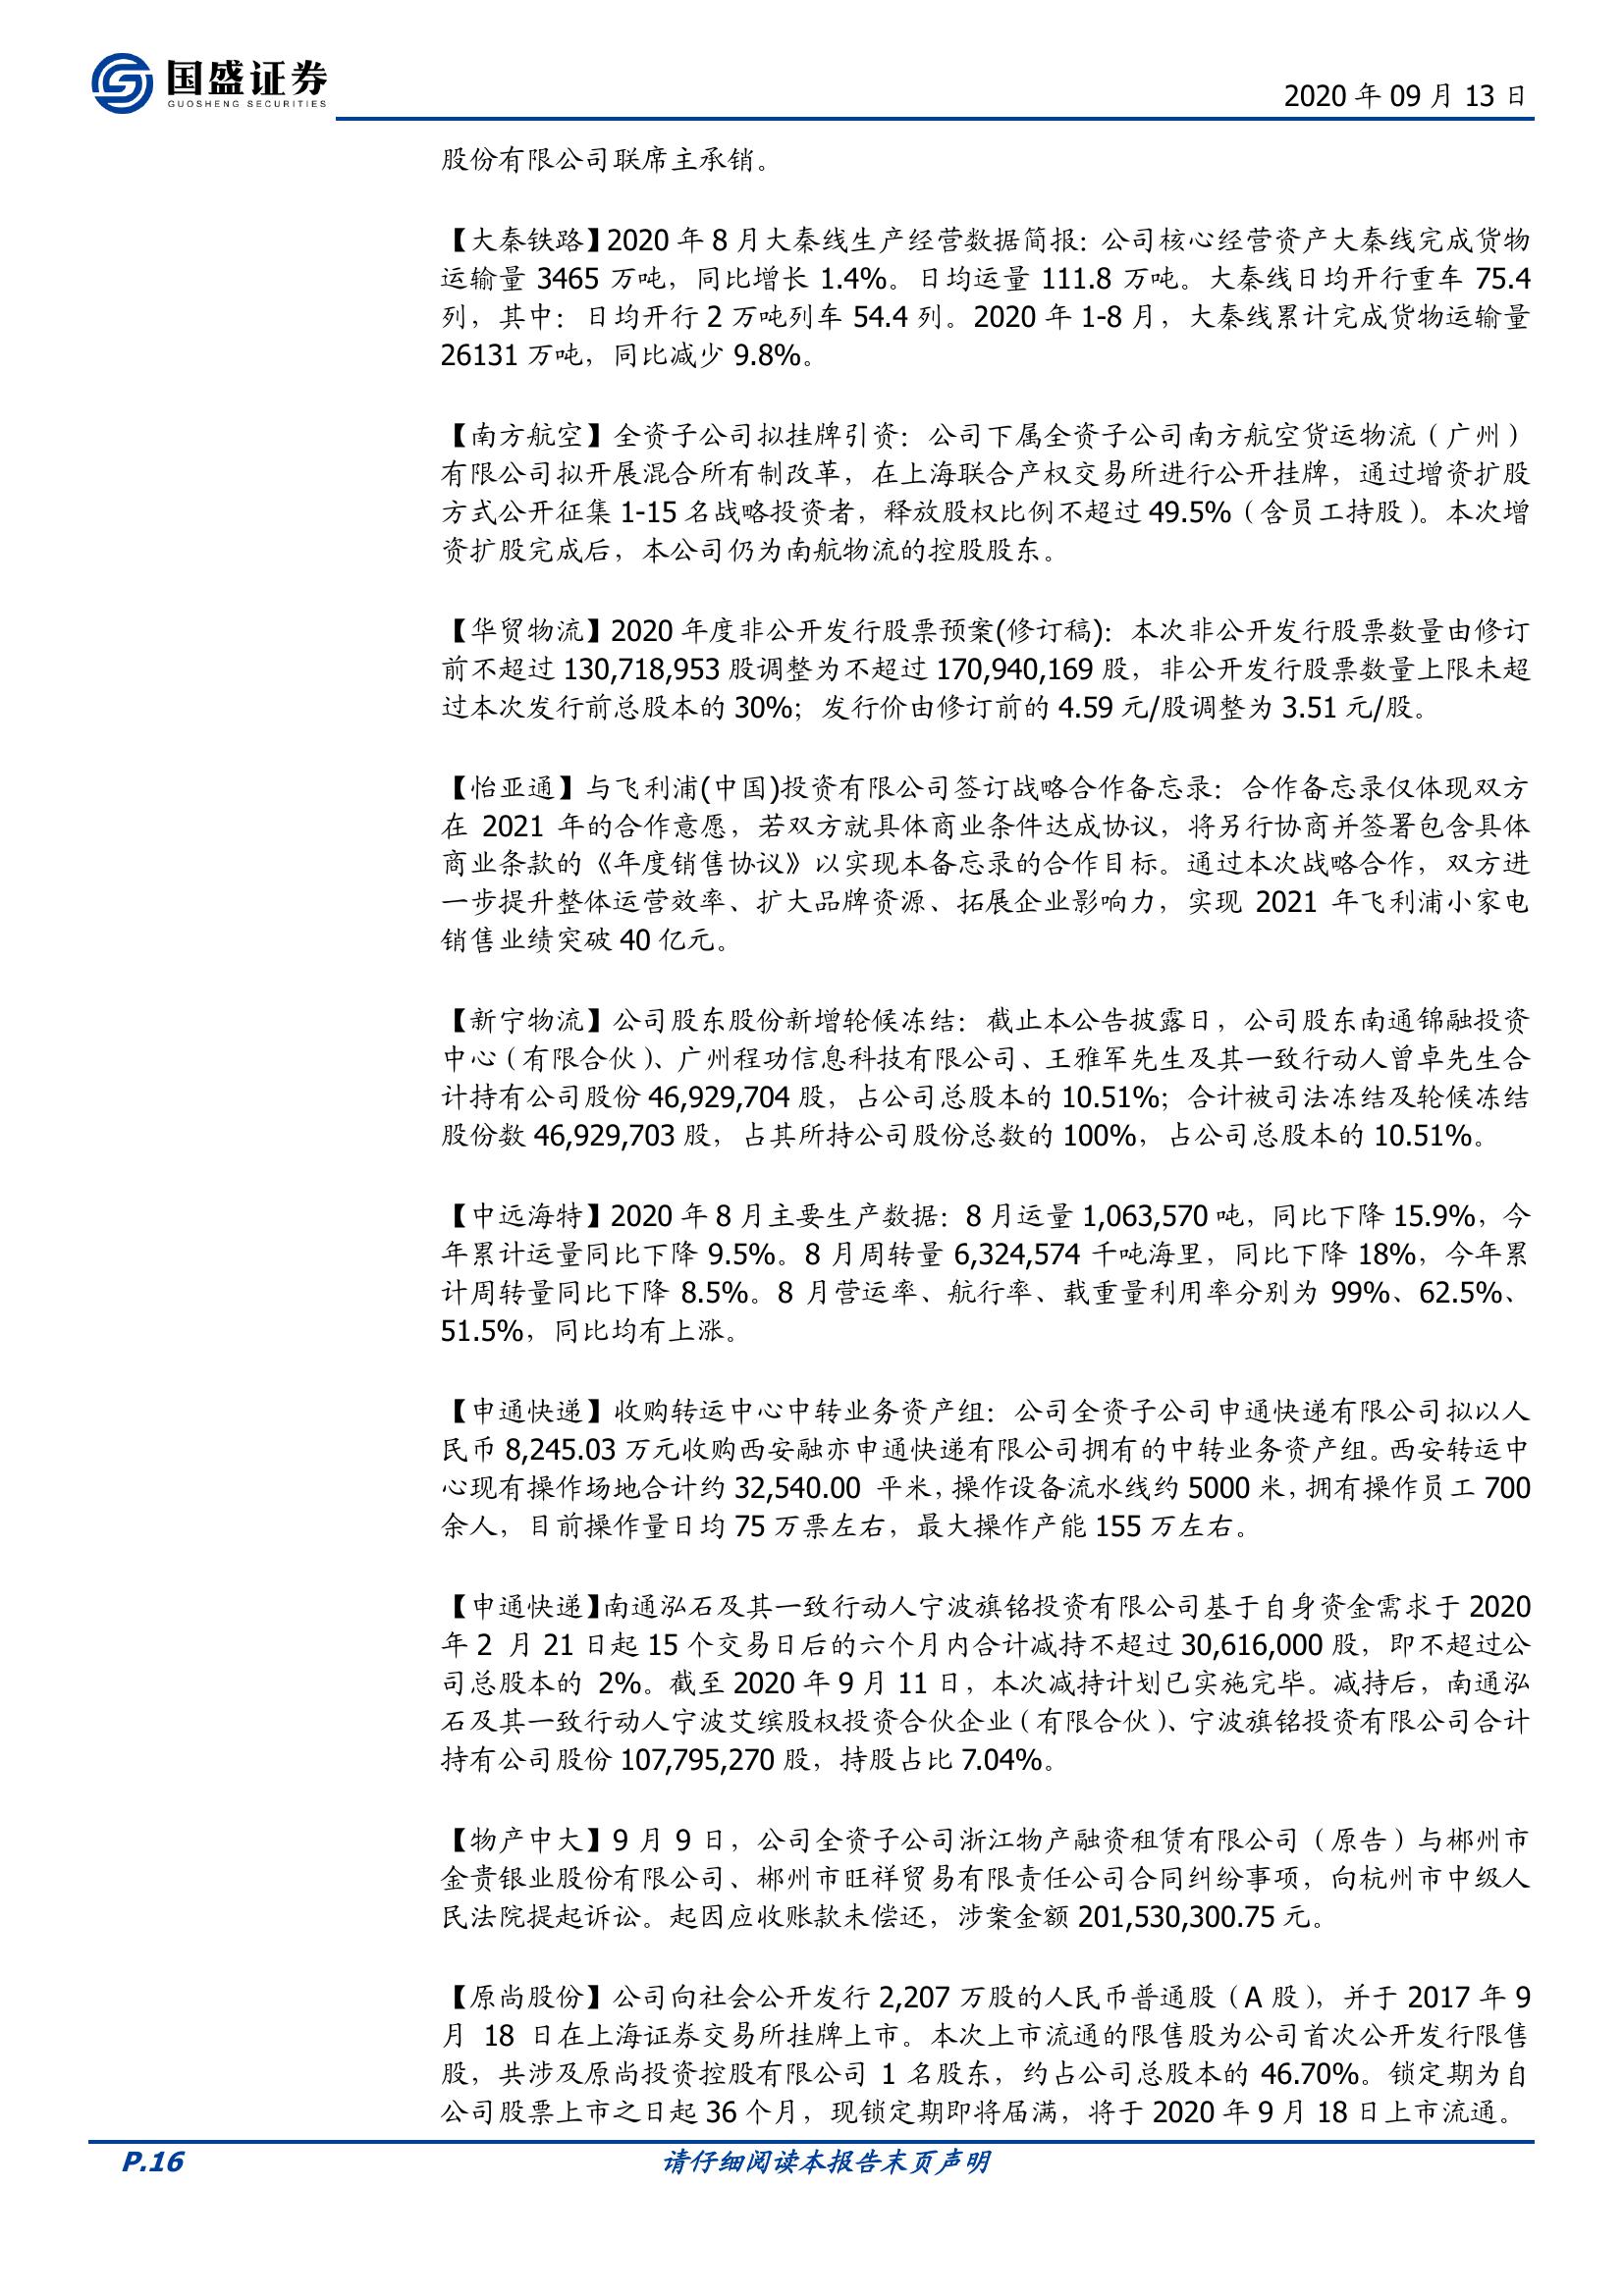 国盛证券
GUOSHENG SECURITIES
2020 年 09 月 13 日
股份有限公司联席主承销。
【大秦铁路】2020 年 8 月大秦线生产经营数据简报：公司核心经营资产大秦线完成货物
运输量 3465 万吨，同比增长 1.4%。日均运量 111.8 万吨。大秦线日均开行重车 75.4
列，其中：日均开行 2 万吨列车 54.4 列。2020 年 1-8 月，大秦线累计完成货物运输量
26131 万吨，同比减少 9.8%。
【南方航空】全资子公司拟挂牌引资：公司下属全资子公司南方航空货运物流（广州）
有限公司拟开展混合所有制改革，在上海联合产权交易所进行公开挂牌，通过增资扩股
方式公开征集 1-15 名战略投资者，释放股权比例不超过 49.5%（含员工持股）。本次增
资扩股完成后，本公司仍为南航物流的控股股东。
【华贸物流】2020 年度非公开发行股票预案(修订稿)：本次非公开发行股票数量由修订
前不超过 130,718,953 股调整为不超过 170,940,169 股，非公开发行股票数量上限未超
过本次发行前总股本的 30%；发行价由修订前的 4.59 元/股调整为 3.51 元/股。
【怡亚通】与飞利浦(中国)投资有限公司签订战略合作备忘录：合作备忘录仅体现双方
在 2021 年的合作意愿，若双方就具体商业条件达成协议，将另行协商并签署包含具体
商业条款的《年度销售协议》以实现本备忘录的合作目标。通过本次战略合作，双方进
一步提升整体运营效率、扩大品牌资源、拓展企业影响力，实现 2021 年飞利浦小家电
销售业绩突破 40 亿元。
【新宁物流】公司股东股份新增轮候冻结：截止本公告披露日，公司股东南通锦融投资
中心（有限合伙）、广州程功信息科技有限公司、王雅军先生及其一致行动人曾卓先生合
计持有公司股份 46,929,704 股，占公司总股本的 10.51%；合计被司法冻结及轮候冻结
股份数 46,929,703 股，占其所持公司股份总数的 100%，占公司总股本的 10.51%。
【中远海特】2020 年 8 月主要生产数据：8 月运量 1,063,570 吨，同比下降 15.9%，今
年累计运量同比下降 9.5%。8 月周转量 6,324,574 千吨海里，同比下降 18%，今年累
计周转量同比下降 8.5%。8 月营运率、航行率、载重量利用率分别为 99%、62.5%、
51.5%，同比均有上涨。
【申通快递】收购转运中心中转业务资产组：公司全资子公司申通快递有限公司拟以人
民币 8,245.03 万元收购西安融亦申通快递有限公司拥有的中转业务资产组。西安转运中
心现有操作场地合计约 32,540.00 平米，操作设备流水线约 5000 米，拥有操作员工 700
余人，目前操作量日均 75 万票左右，最大操作产能 155 万左右。
【申通快递】南通泓石及其一致行动人宁波旗铭投资有限公司基于自身资金需求于 2020
年 2 月 21 日起 15 个交易日后的六个月内合计减持不超过 30,616,000 股，即不超过公
司总股本的 2%。截至 2020 年 9 月 11 日，本次减持计划已实施完毕。减持后，南通泓
石及其一致行动人宁波艾缤股权投资合伙企业（有限合伙）、宁波旗铭投资有限公司合计
持有公司股份 107,795,270 股，持股占比 7.04%。
【物产中大】9 月 9 日，公司全资子公司浙江物产融资租赁有限公司（原告）与郴州市
金贵银业股份有限公司、郴州市旺祥贸易有限责任公司合同纠纷事项，向杭州市中级人
民法院提起诉讼。起因应收账款未偿还，涉案金额 201,530,300.75 元。
【原尚股份】公司向社会公开发行 2,207 万股的人民币普通股（A 股），并于 2017 年 9
月 18 日在上海证券交易所挂牌上市。本次上市流通的限售股为公司首次公开发行限售
股，共涉及原尚投资控股有限公司 1 名股东，约占公司总股本的 46.70%。锁定期为自
公司股票上市之日起 36 个月，现锁定期即将届满，将于 2020 年 9 月 18 日上市流通。
P.16
请仔细阅读本报告末页声明